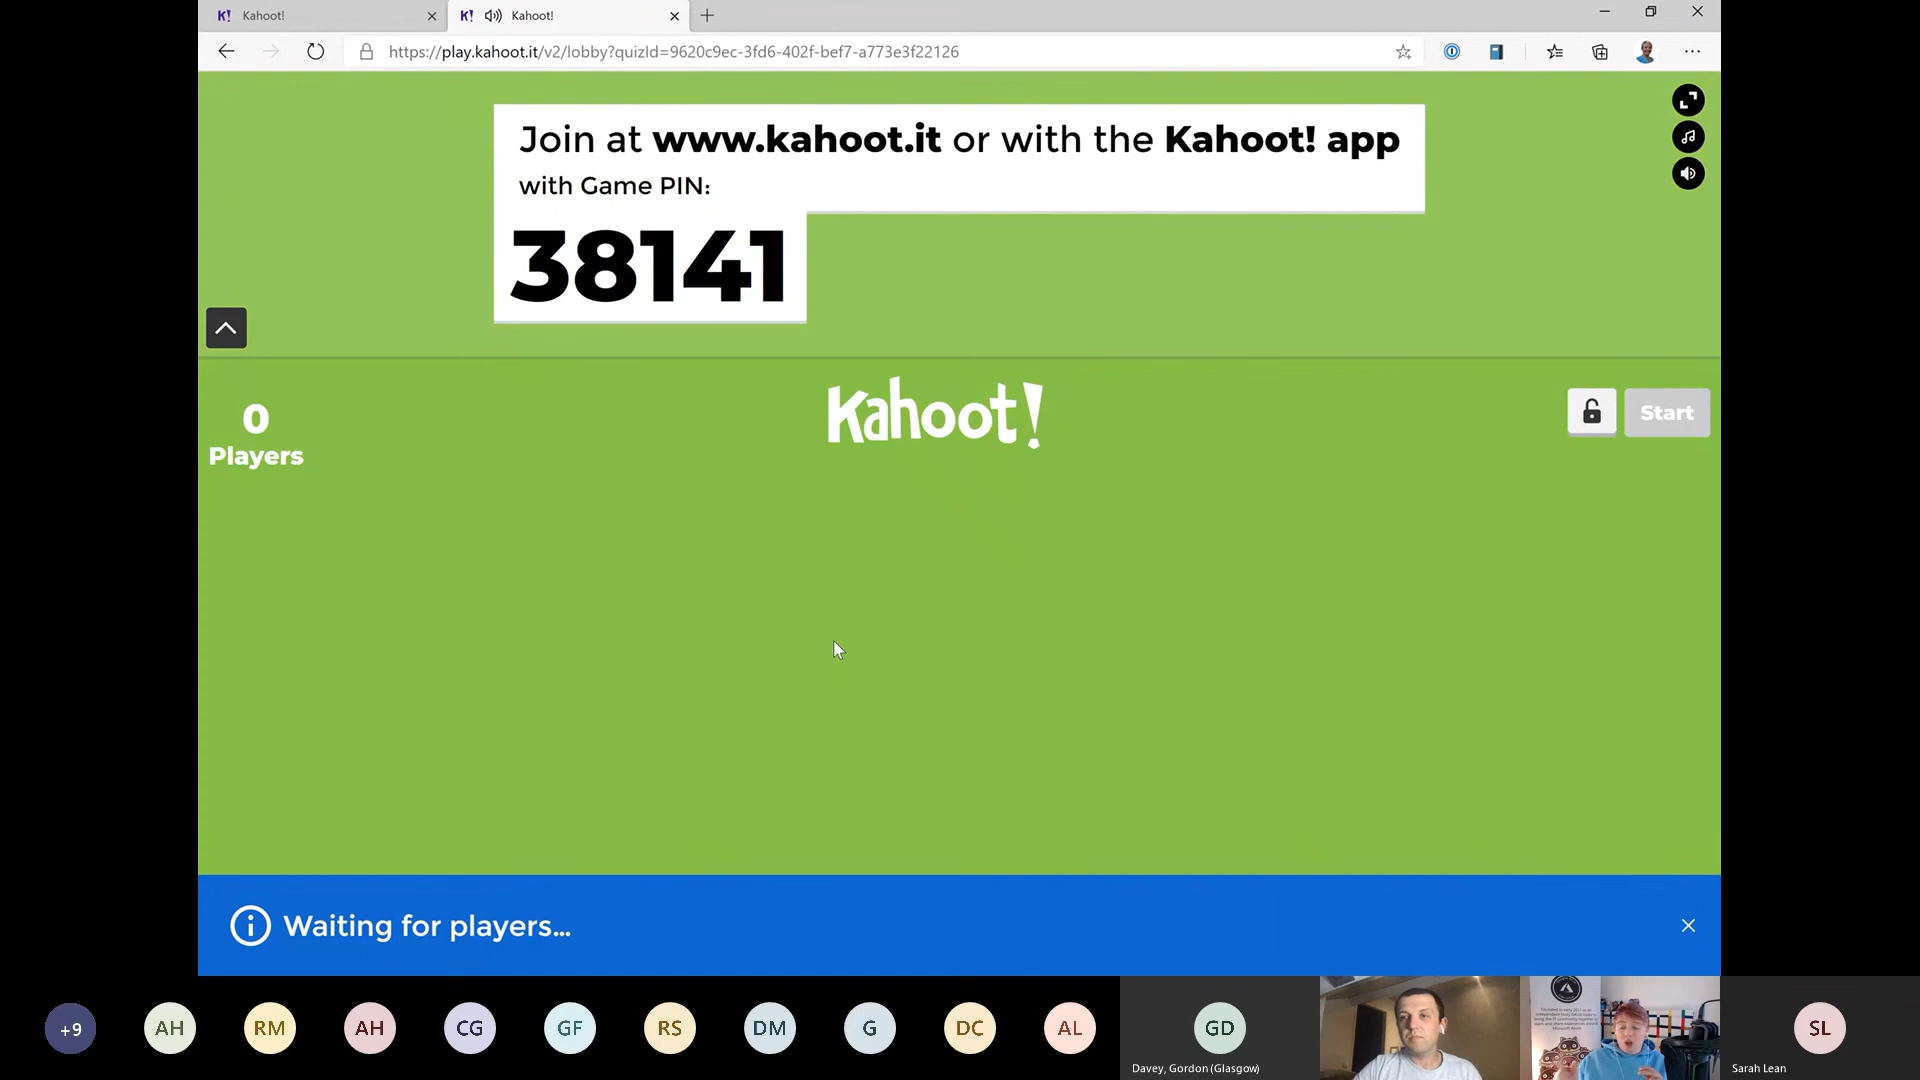 K! Kahoot!
K! Kahoot!
https://play.kahoot.it/v2/lobby?quizId=9620c9ec-3fd6-402f-bef7-a773e3f22126
Join at www.kahoot.it or with the Kahoot! app
with Game PIN:
38141
0
Players
Kahoot!
Start
Waiting for players...
+9
AH
RM
AH
CG
GF
RS
DM
G
DC
AL
GD
Davey, Gordon (Glasgow)
SL
Sarah Lean